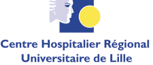 Centre Hospitalier Régional
Universitaire de Lille